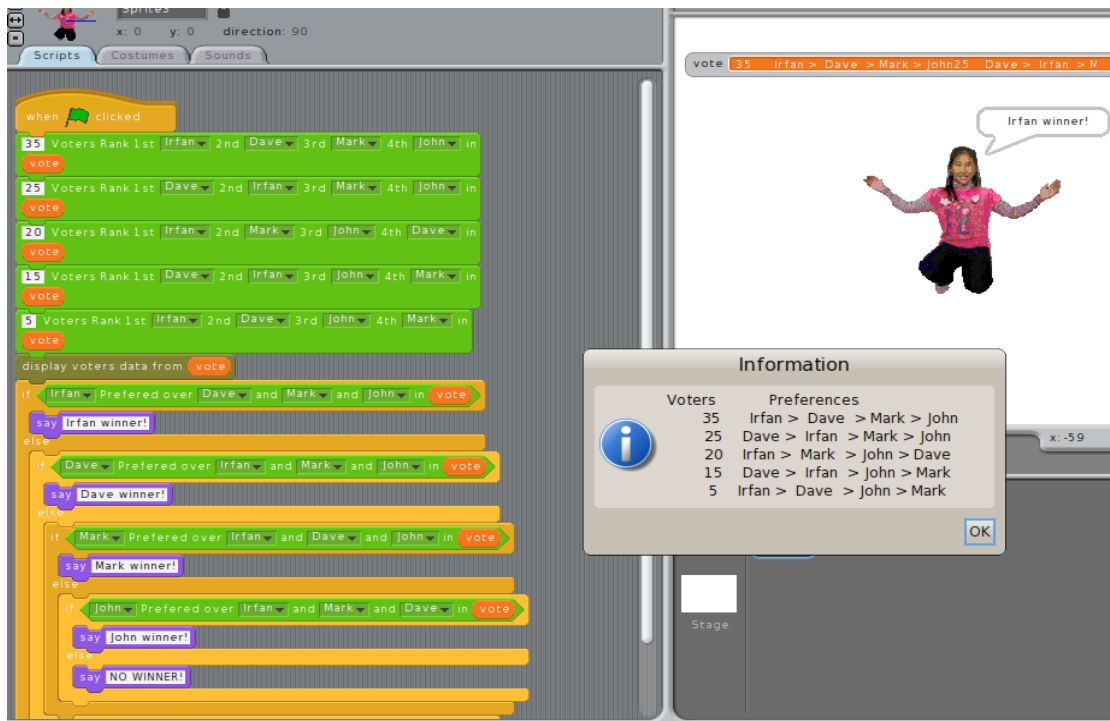 Sprite3
x: 0 y: 0 direction: 90
Scripts Costumes Sounds
when clicked
35 Voters Rank 1st Irfan 2nd Dave 3rd Mark 4th John in
vote
25 Voters Rank 1st Dave 2nd Irfan 3rd Mark 4th John in
vote
20 Voters Rank 1st Irfan 2nd Mark 3rd John 4th Dave in
vote
15 Voters Rank 1st Dave 2nd Irfan 3rd John 4th Mark in
vote
5 Voters Rank 1st Irfan 2nd Dave 3rd John 4th Mark in
vote
display voters data from vote
if Irfan Prefered over Dave and Mark and John in vote
say Irfan winner!
else
if Dave Prefered over Irfan and Mark and John in vote
say Dave winner!
else
if Mark Prefered over Irfan and Dave and John in vote
say Mark winner!
else
if John Prefered over Irfan and Mark and Dave in vote
say John winner!
else
say NO WINNER!
vote 35 Irfan > Dave > Mark > John25 Dave > Irfan > M
Irfan winner!
Information
Voters Preferences
35 Irfan > Dave > Mark > John
25 Dave > Irfan > Mark > John
20 Irfan > Mark > John > Dave
15 Dave > Irfan > John > Mark
5 Irfan > Dave > John > Mark
OK
x: -59
Stage